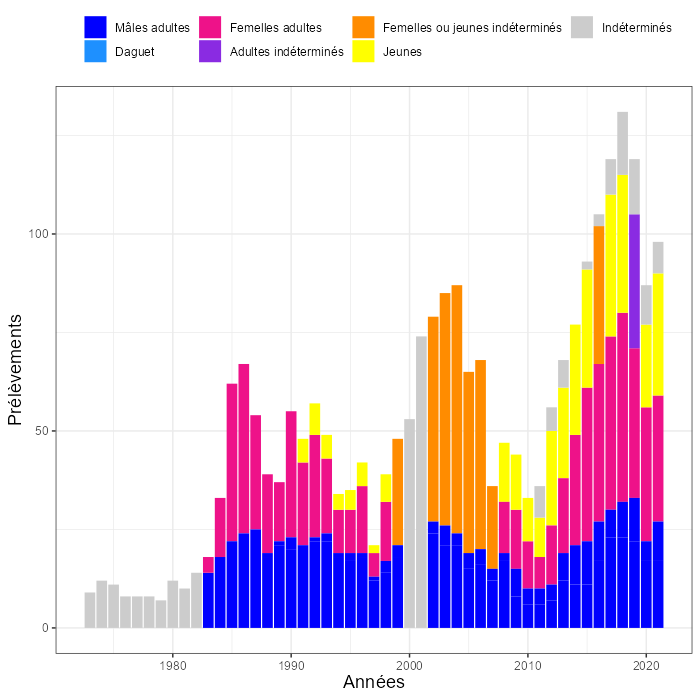 Mâles adultes Femelles adultes Femelles ou jeunes indéterminés Indéterminés
Daguet Adultes indéterminés Jeunes
100
50
0
Prélèvements
1980 1990 2000 2010 2020
Années